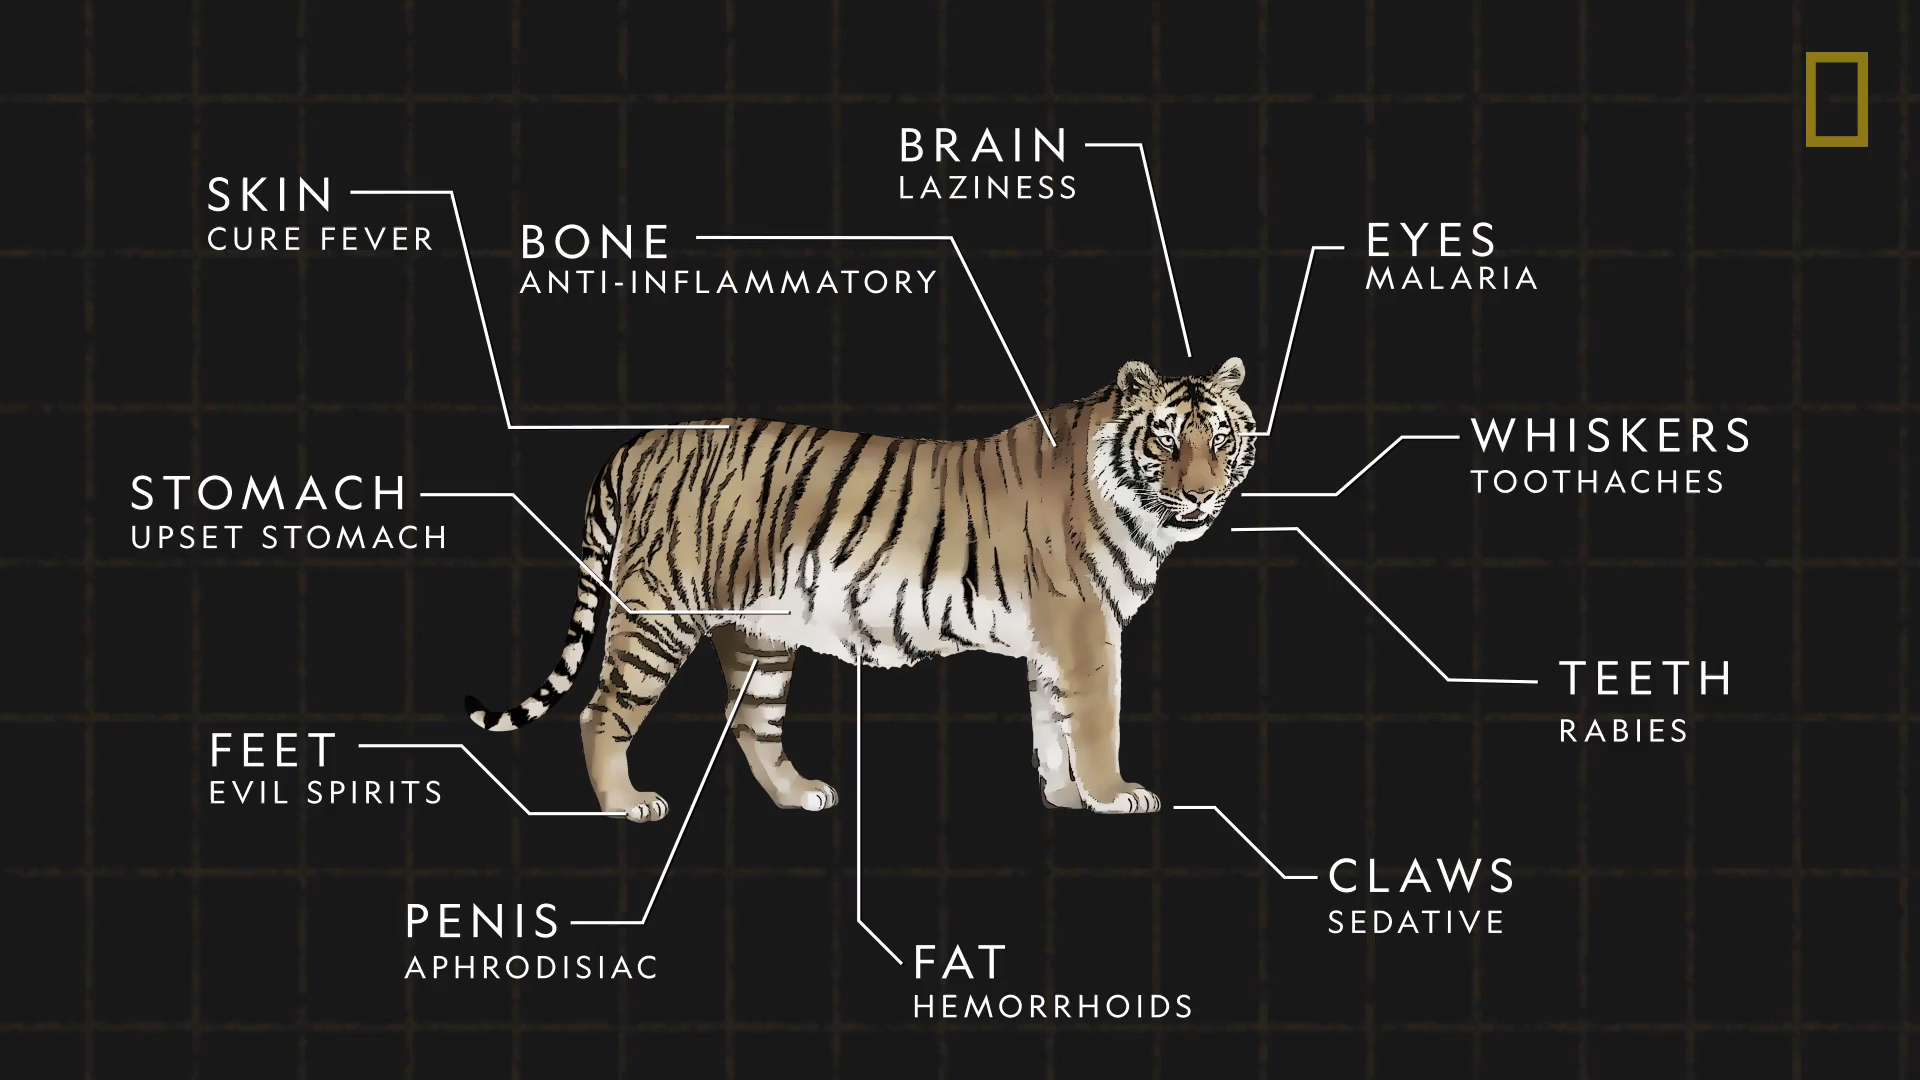 BRAIN
LAZINESS
SKIN
CURE FEVER
BONE
ANTI-INFLAMMATORY
EYES
MALARIA
WHISKERS
TOOTHACHES
STOMACH
UPSET STOMACH
TEETH
RABIES
FEET
EVIL SPIRITS
CLAWS
SEDATIVE
PENIS
APHRODISIAC
FAT
HEMORRHOIDS